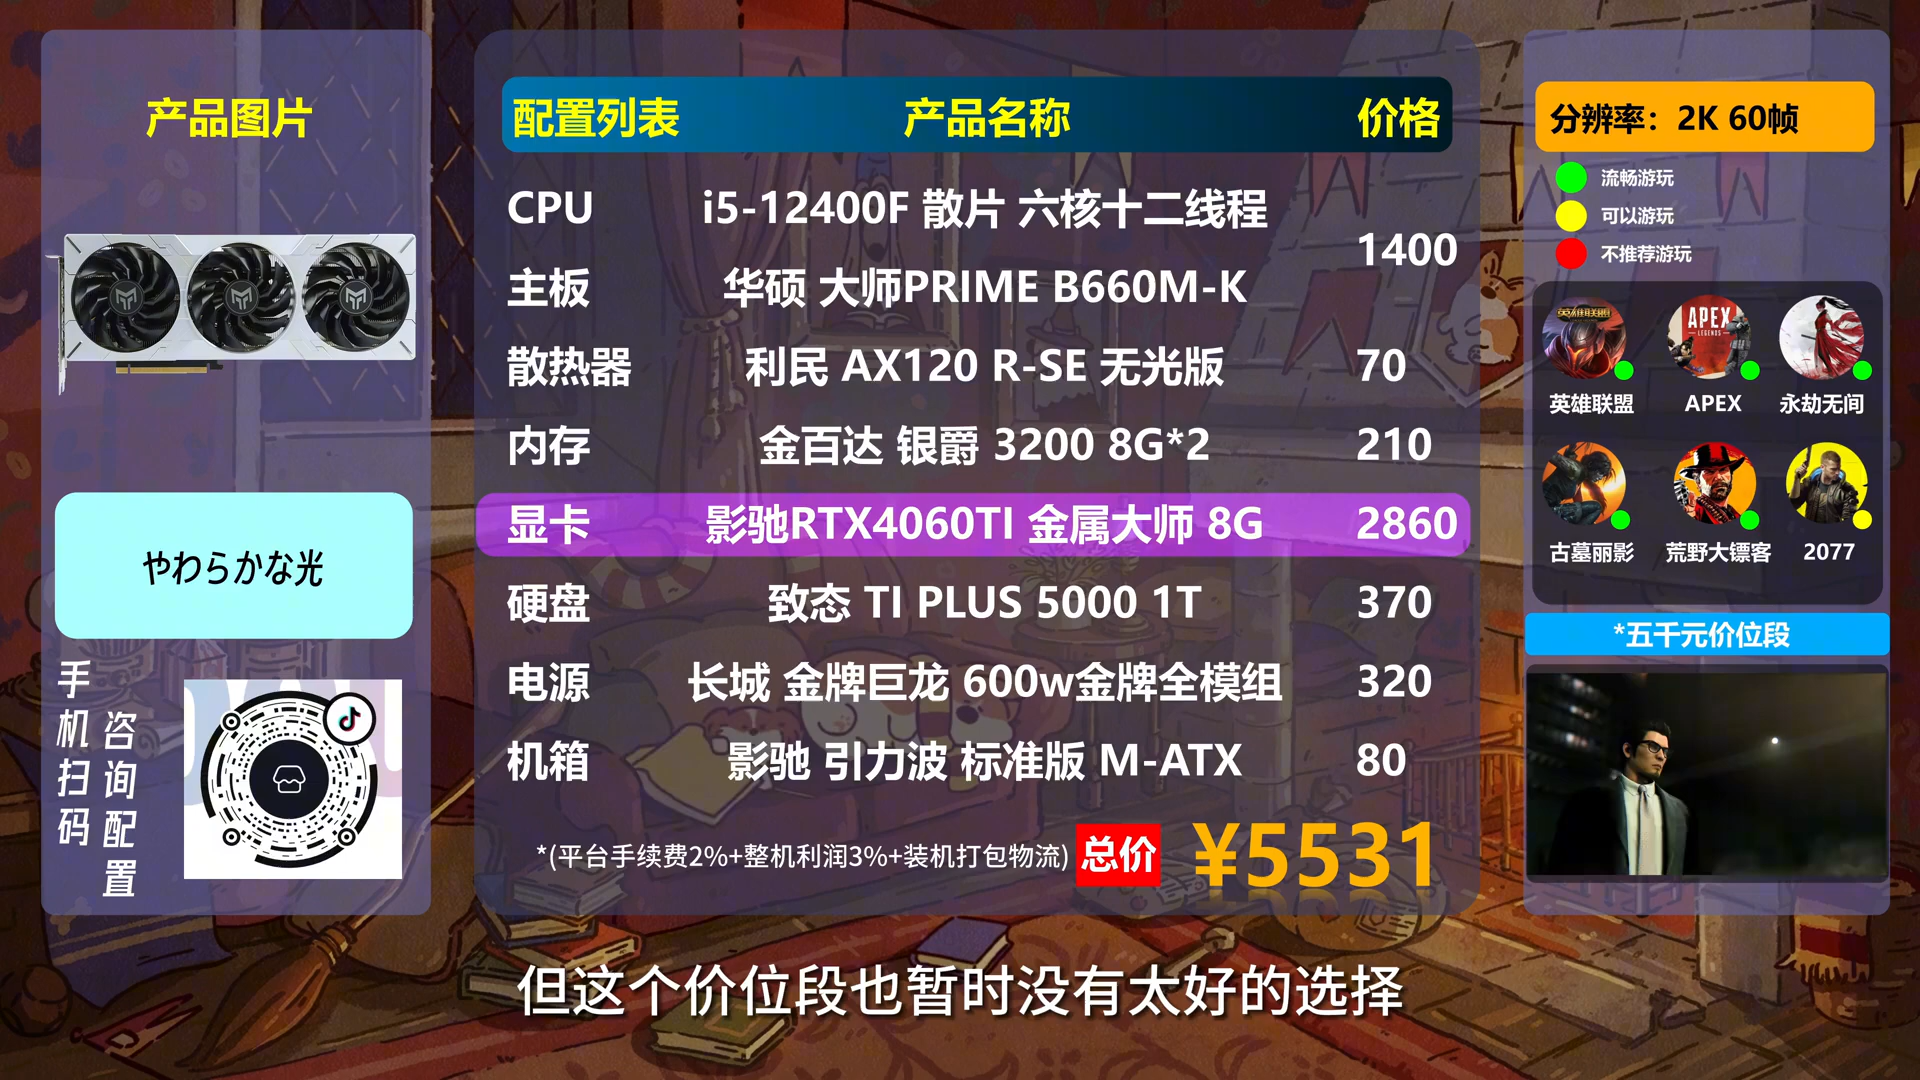 产品图片
やわらかな光
手机扫码
咨询配置
配置列表 产品名称 价格
CPU i5-12400F 散片 六核十二线程
1400
主板 华硕 大师PRIME B660M-K
散热器 利民 AX120 R-SE 无光版 70
内存 金百达 银爵 3200 8G*2 210
显卡 影驰RTX4060TI 金属大师 8G 2860
硬盘 致态 TI PLUS 5000 1T 370
电源 长城 金牌巨龙 600w金牌全模组 320
机箱 影驰 引力波 标准版 M-ATX 80
*(平台手续费2%+整机利润3%+装机打包物流) 总价 ¥5531
分辨率：2K 60帧
流畅游玩
可以游玩
不推荐游玩
英雄联盟
APEX
LEGENDS
英雄联盟 APEX 永劫无间
古墓丽影 荒野大镖客 2077
*五千元价位段
但这个价位段也暂时没有太好的选择